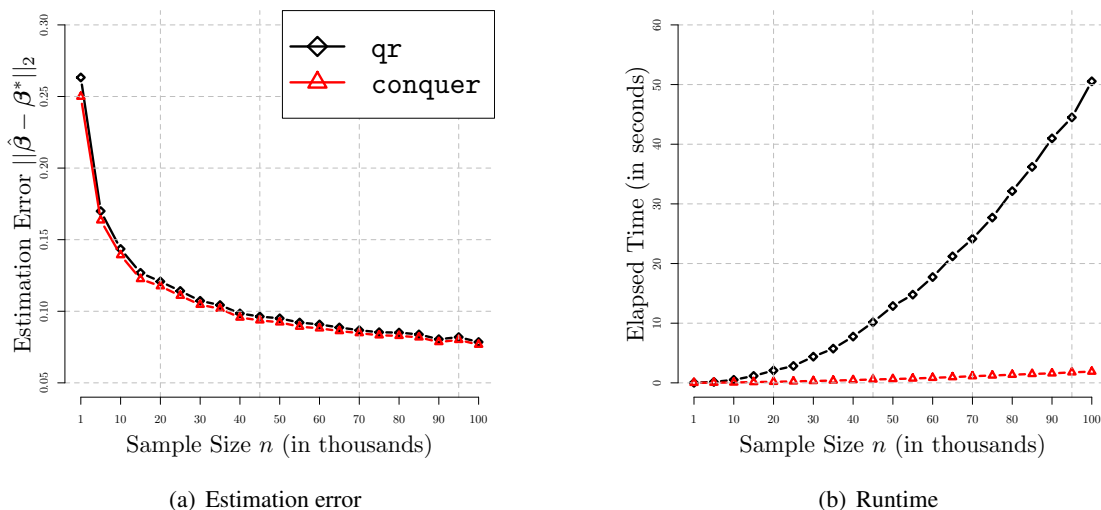 0.30
0.25
0.20
0.15
0.10
0.05
Estimation Error ||β̂ − β*||₂
qr
conquer
1 10 20 30 40 50 60 70 80 90 100
Sample Size n (in thousands)
(a) Estimation error
60
50
40
30
20
10
0
Elapsed Time (in seconds)
1 10 20 30 40 50 60 70 80 90 100
Sample Size n (in thousands)
(b) Runtime